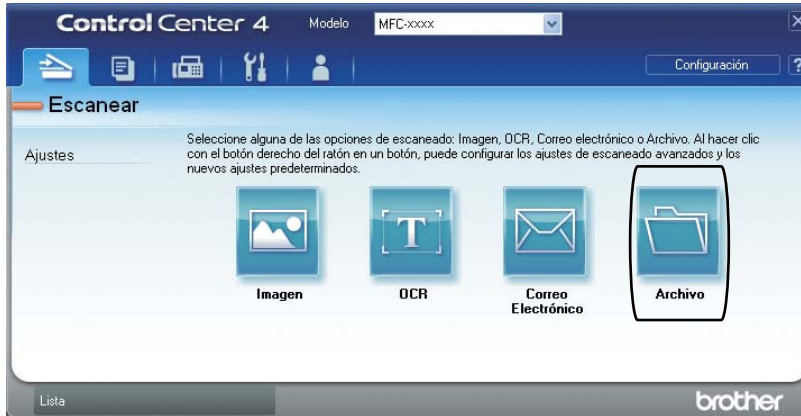 Control Center 4 Modelo MFC-xxxx
Configuración ?
Escanear
Ajustes
Seleccione alguna de las opciones de escaneado: Imagen, OCR, Correo electrónico o Archivo. Al hacer clic
con el botón derecho del ratón en un botón, puede configurar los ajustes de escaneado avanzados y los
nuevos ajustes predeterminados.
T
Imagen OCR Correo Archivo
Electrónico
Lista brother